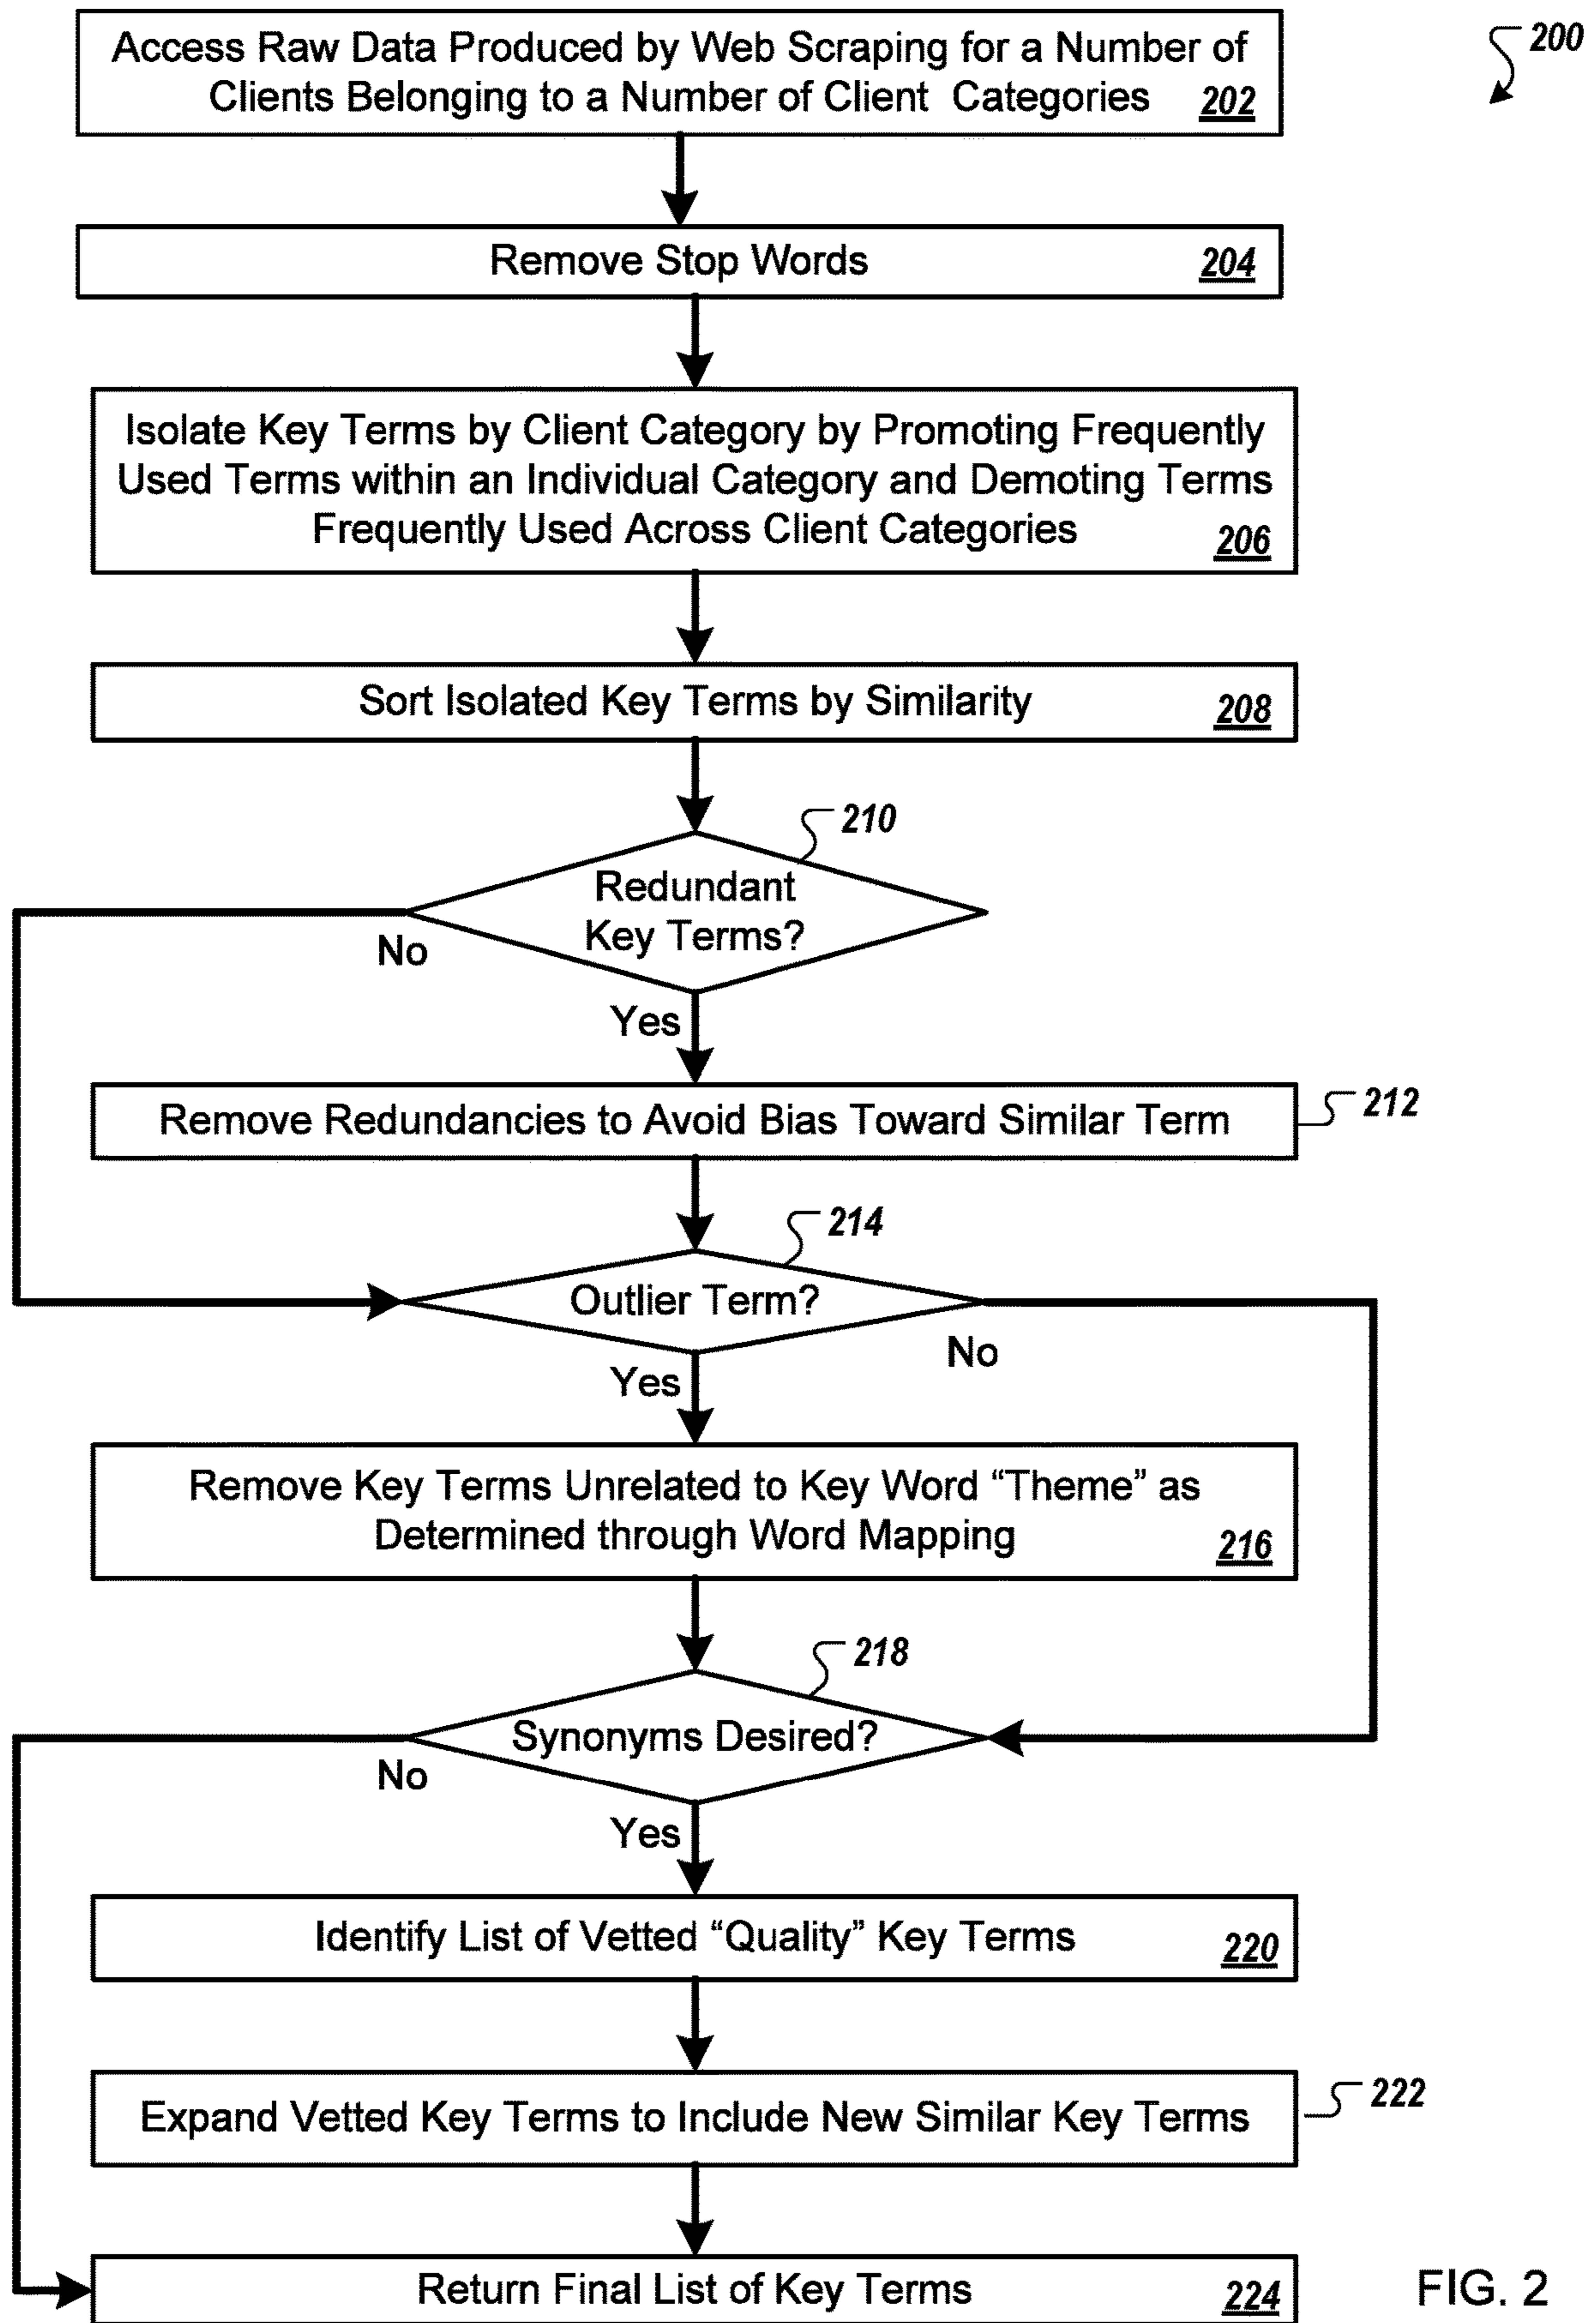 200
Access Raw Data Produced by Web Scraping for a Number of
Clients Belonging to a Number of Client Categories 202
Remove Stop Words 204
Isolate Key Terms by Client Category by Promoting Frequently
Used Terms within an Individual Category and Demoting Terms
Frequently Used Across Client Categories 206
Sort Isolated Key Terms by Similarity 208
210
Redundant
Key Terms?
No
Yes
Remove Redundancies to Avoid Bias Toward Similar Term 212
214
Outlier Term?
No
Yes
Remove Key Terms Unrelated to Key Word “Theme” as
Determined through Word Mapping 216
218
Synonyms Desired?
No
Yes
Identify List of Vetted “Quality” Key Terms 220
Expand Vetted Key Terms to Include New Similar Key Terms 222
Return Final List of Key Terms 224
FIG. 2